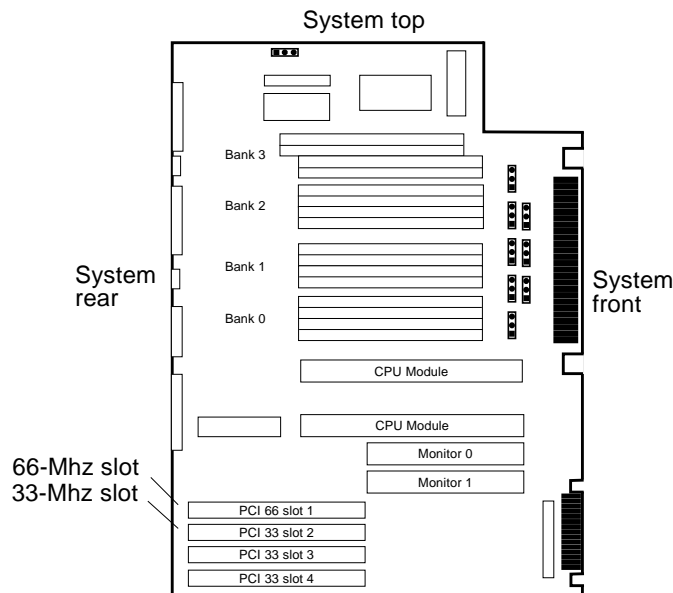 System top
Bank 3
Bank 2
Bank 1
Bank 0
System
rear
System
front
CPU Module
CPU Module
Monitor 0
Monitor 1
66-Mhz slot
33-Mhz slot
PCI 66 slot 1
PCI 33 slot 2
PCI 33 slot 3
PCI 33 slot 4